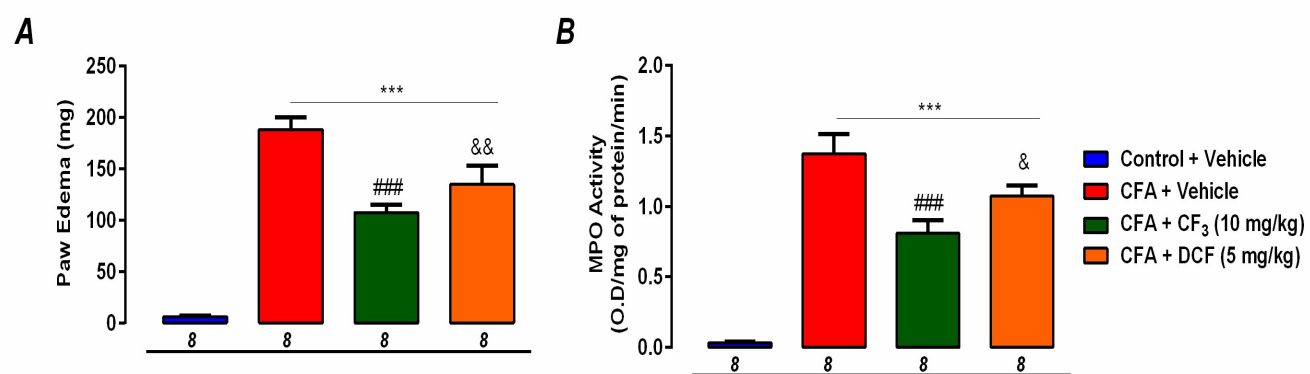 A
Paw Edema (mg)
250
200
150
100
50
0
***
###
&&
8 8 8 8
B
MPO Activity
(O.D/mg of protein/min)
2.0
1.5
1.0
0.5
0.0
***
###
&
8 8 8 8
Control + Vehicle
CFA + Vehicle
CFA + CF₃ (10 mg/kg)
CFA + DCF (5 mg/kg)